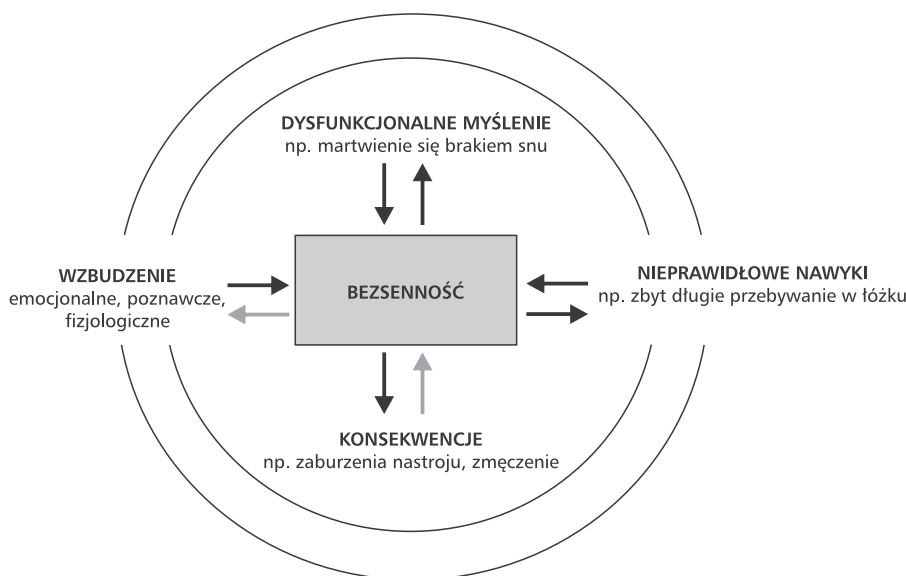 DYSFUNKCJONALNE MYŚLENIE
np. martwienie się brakiem snu
WZBUDZENIE
emocjonalne, poznawcze,
fizjologiczne
BEZSENNOŚĆ
NIEPRAWIDŁOWE NAWYKI
np. zbyt długie przebywanie w łóżku
KONSEKWENCJE
np. zaburzenia nastroju, zmęczenie